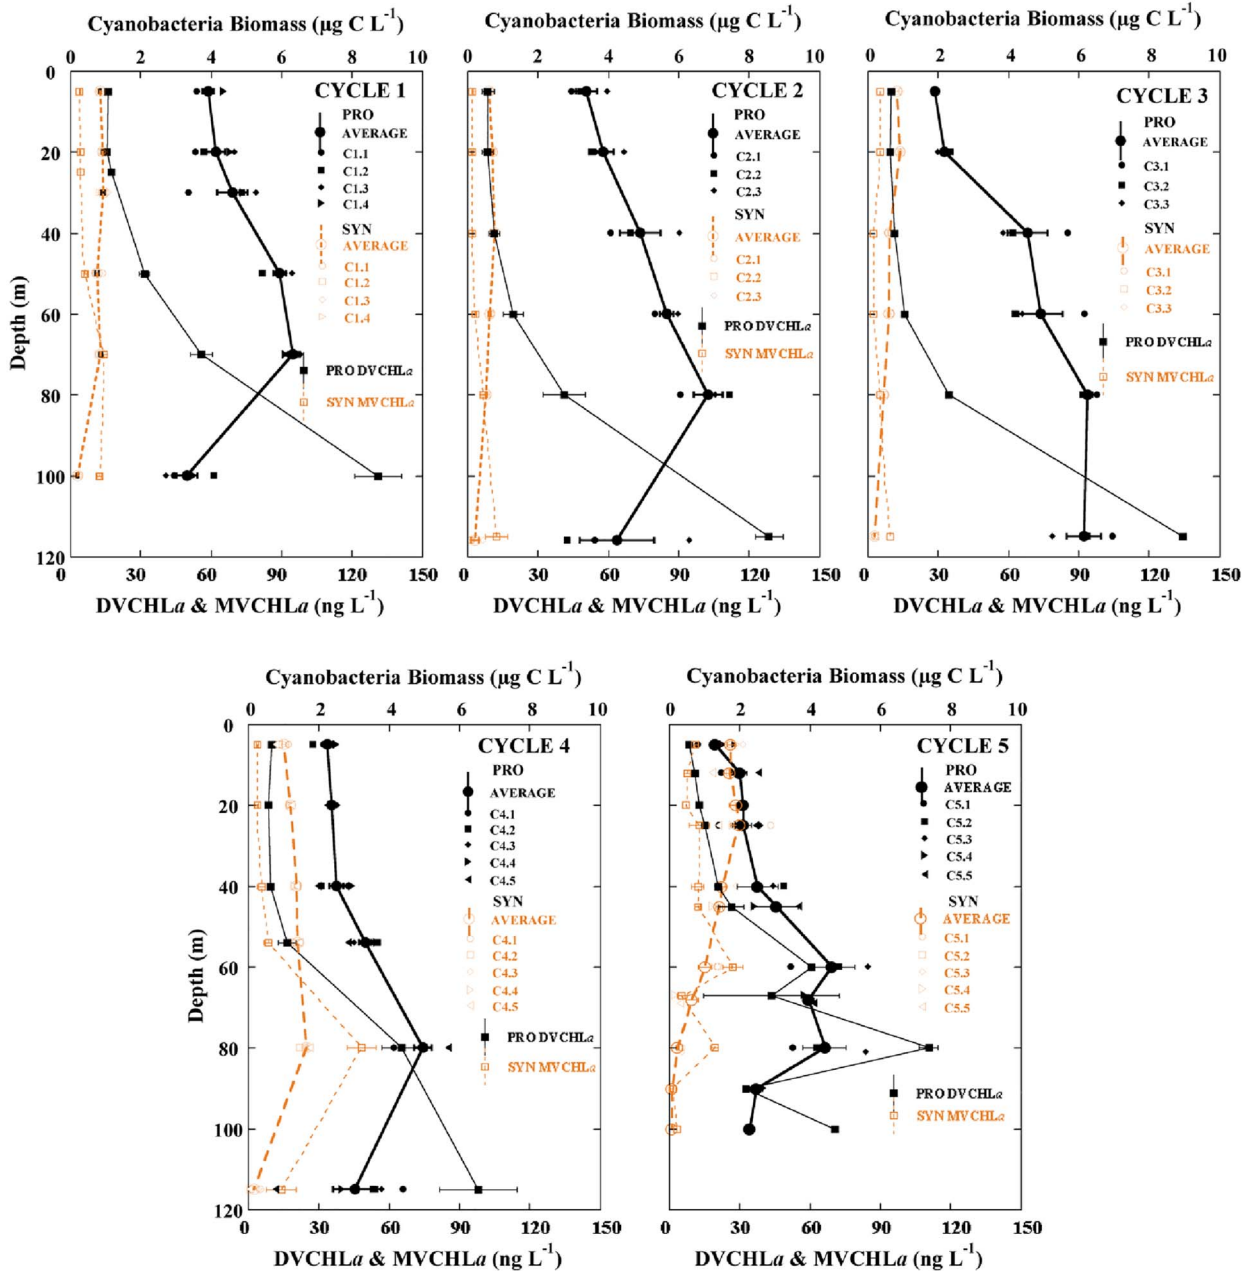 Cyanobacteria Biomass (μg C L⁻¹)
0 2 4 6 8 10
0
20
40
60
80
100
120
Depth (m)
CYCLE 1
PRO
AVERAGE
C1.1
C1.2
C1.3
C1.4
SYN
AVERAGE
C1.1
C1.2
C1.3
C1.4
PRO DVCHLa
SYN MVCHLa
0 30 60 90 120 150
DVCHLa & MVCHLa (ng L⁻¹)
Cyanobacteria Biomass (μg C L⁻¹)
0 2 4 6 8 10
CYCLE 2
PRO
AVERAGE
C2.1
C2.2
C2.3
SYN
AVERAGE
C2.1
C2.2
C2.3
PRO DVCHLa
SYN MVCHLa
0 30 60 90 120 150
DVCHLa & MVCHLa (ng L⁻¹)
Cyanobacteria Biomass (μg C L⁻¹)
0 2 4 6 8 10
CYCLE 3
PRO
AVERAGE
C3.1
C3.2
C3.3
SYN
AVERAGE
C3.1
C3.2
C3.3
PRO DVCHLa
SYN MVCHLa
0 30 60 90 120 150
DVCHLa & MVCHLa (ng L⁻¹)
Cyanobacteria Biomass (μg C L⁻¹)
0 2 4 6 8 10
0
20
40
60
80
100
120
Depth (m)
CYCLE 4
PRO
AVERAGE
C4.1
C4.2
C4.3
C4.4
C4.5
SYN
AVERAGE
C4.1
C4.2
C4.3
C4.4
C4.5
PRO DVCHLa
SYN MVCHLa
0 30 60 90 120 150
DVCHLa & MVCHLa (ng L⁻¹)
Cyanobacteria Biomass (μg C L⁻¹)
0 2 4 6 8 10
CYCLE 5
PRO
AVERAGE
C5.1
C5.2
C5.3
C5.4
C5.5
SYN
AVERAGE
C5.1
C5.2
C5.3
C5.4
C5.5
PRO DVCHLa
SYN MVCHLa
0 30 60 90 120 150
DVCHLa & MVCHLa (ng L⁻¹)